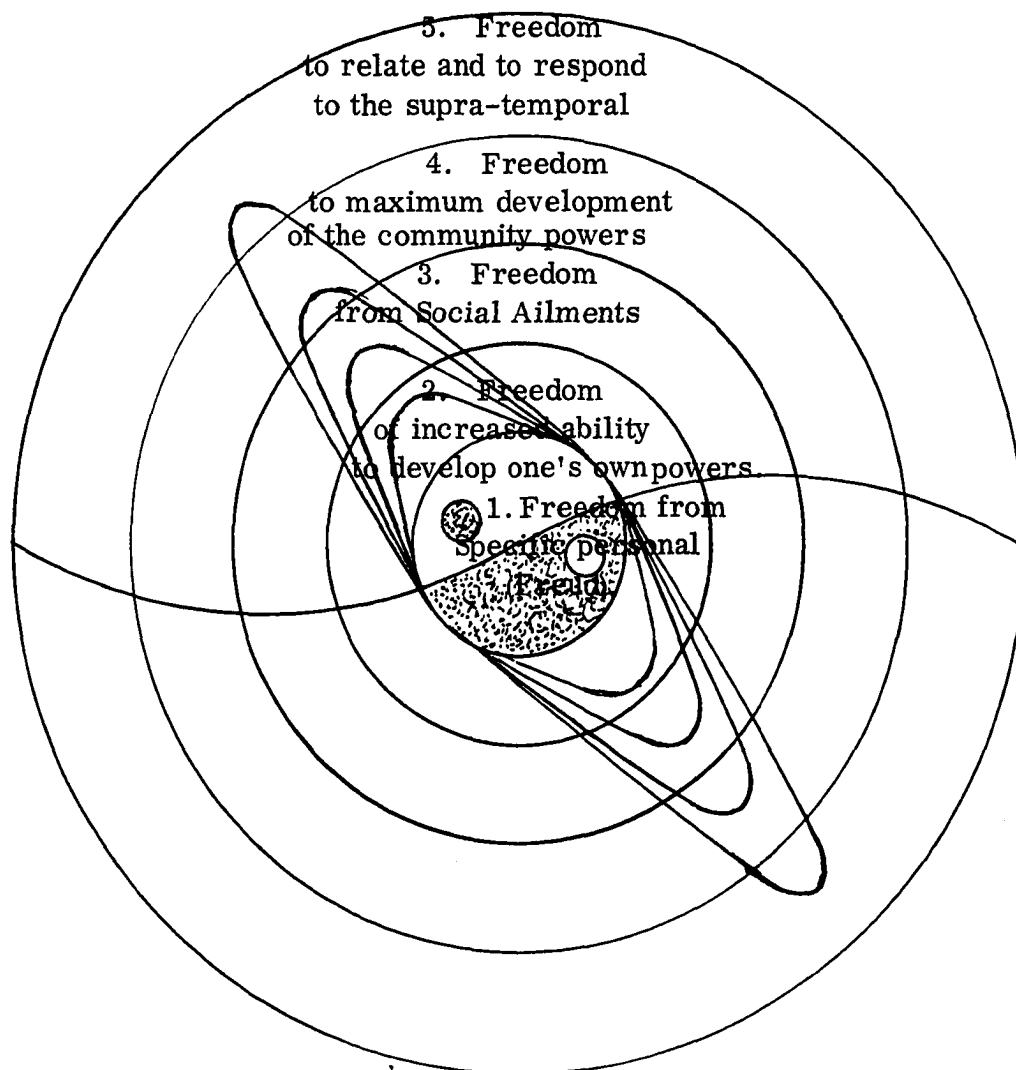 5. Freedom
to relate and to respond
to the supra-temporal
4. Freedom
to maximum development
of the community powers
3. Freedom
from Social Ailments
2. Freedom
of increased ability
to develop one's own powers.
1. Freedom from
Specific personal
(Freud)